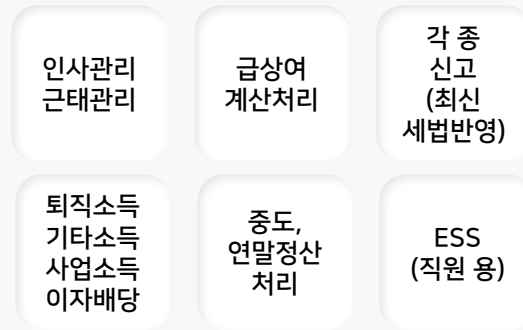 인사관리
근태관리
급상여
계산처리
각 종
신고
(최신
세법반영)
퇴직소득
기타소득
사업소득
이자배당
중도,
연말정산
처리
ESS
(직원 용)